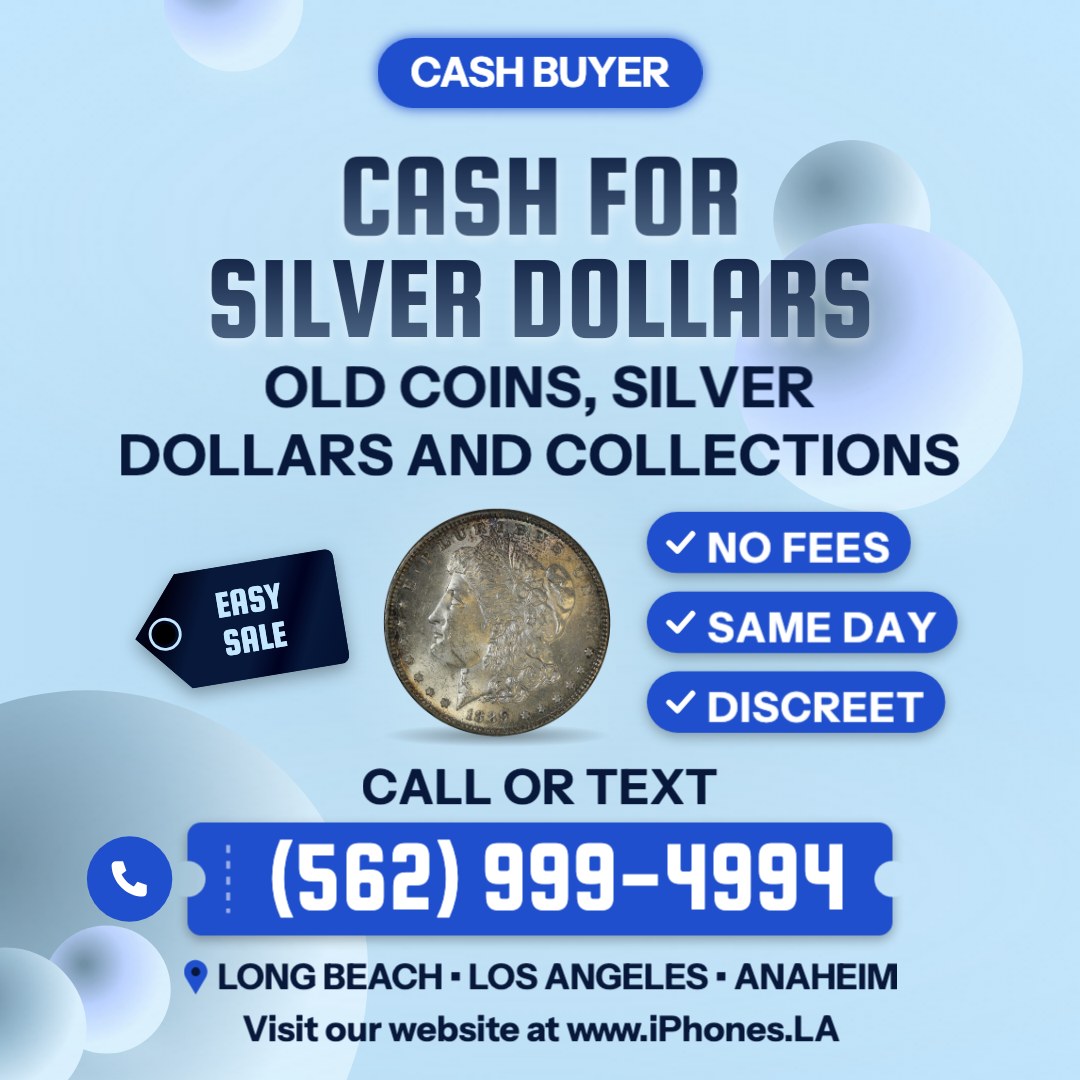 CASH BUYER
CASH FOR
SILVER DOLLARS
OLD COINS, SILVER
DOLLARS AND COLLECTIONS
EASY
SALE
✓ NO FEES
✓ SAME DAY
✓ DISCREET
CALL OR TEXT
(562) 999-4994
LONG BEACH ▪ LOS ANGELES ▪ ANAHEIM
Visit our website at www.iPhones.LA